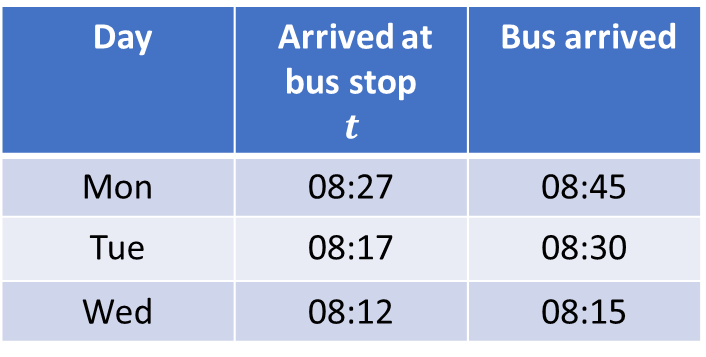 Day Arrived at bus stop t Bus arrived
Mon 08:27 08:45
Tue 08:17 08:30
Wed 08:12 08:15